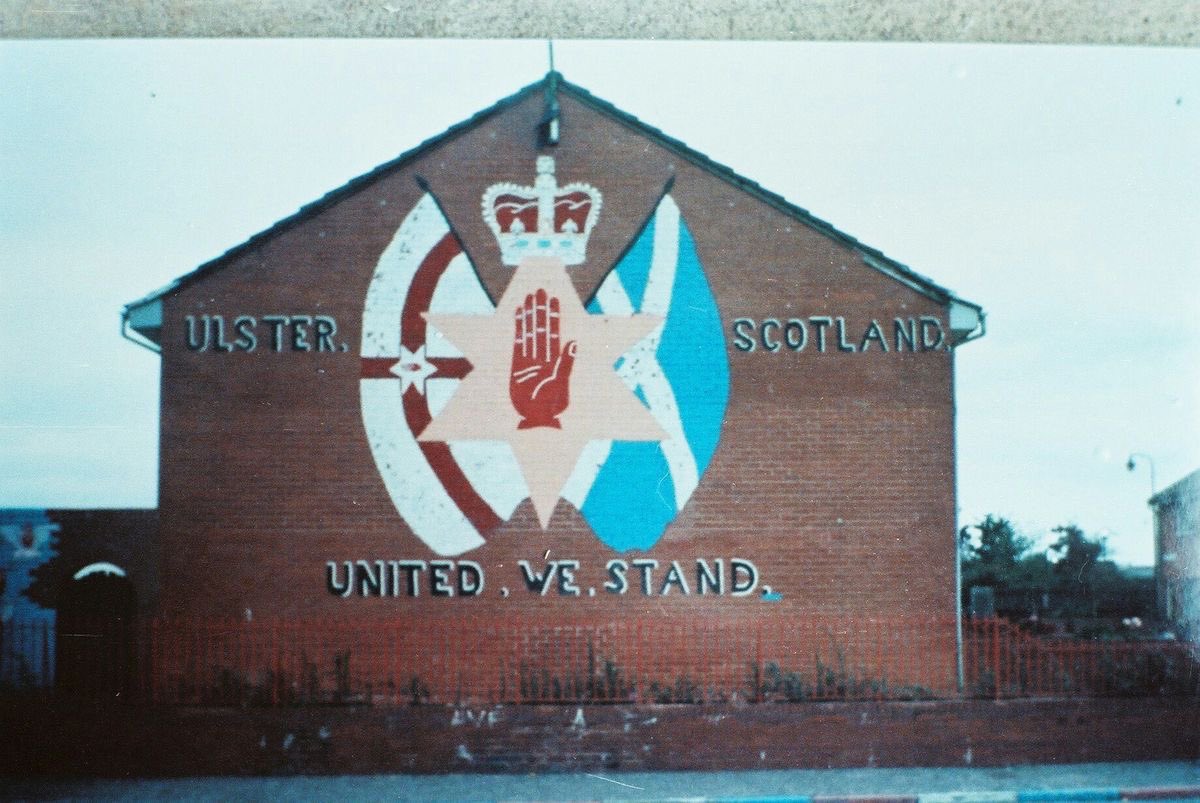 ULSTER. SCOTLAND.
UNITED . WE . STAND.